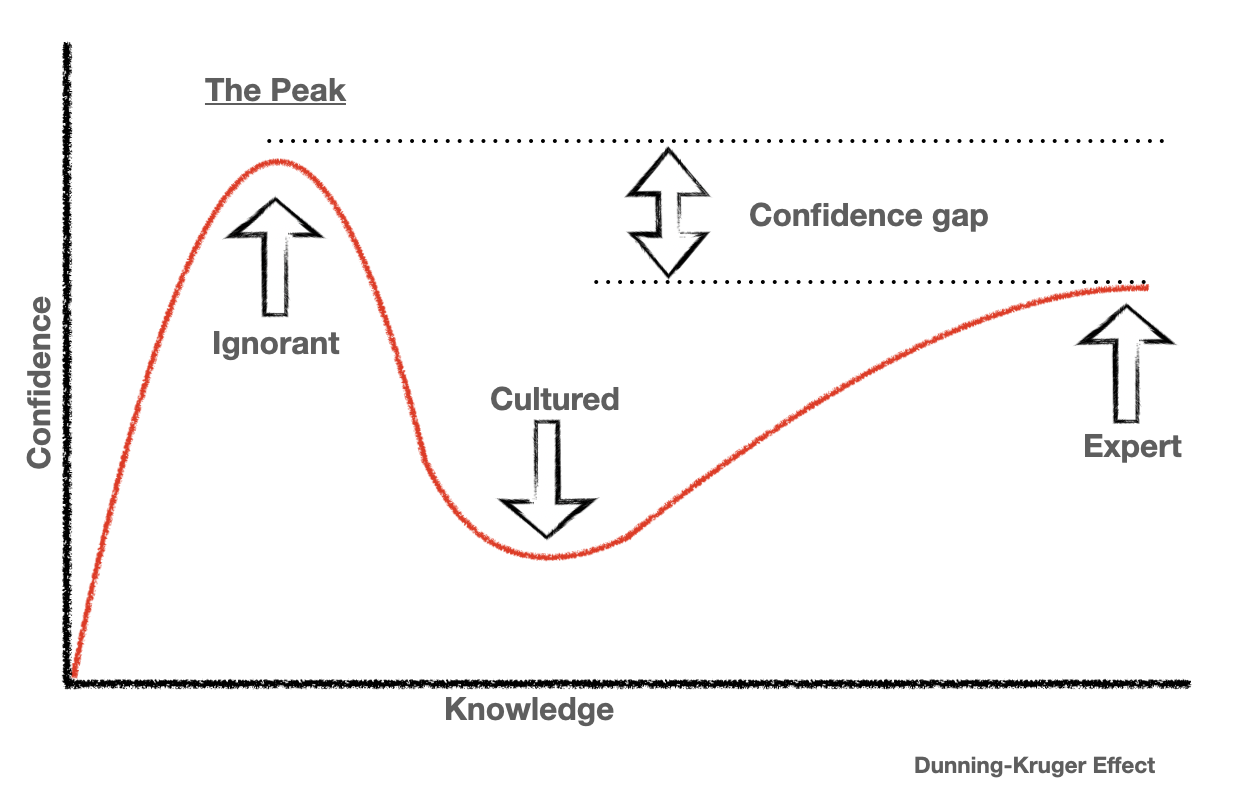 The Peak
Confidence gap
Ignorant
Cultured
Expert
Confidence
Knowledge
Dunning-Kruger Effect